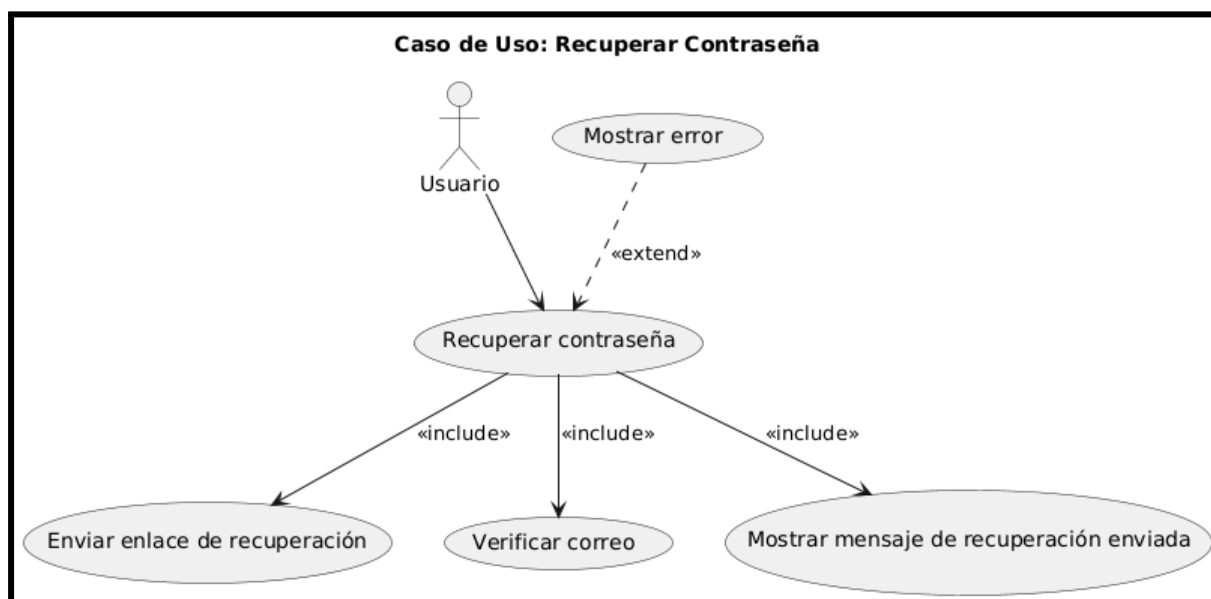 Caso de Uso: Recuperar Contraseña
Mostrar error
Usuario
«extend»
Recuperar contraseña
«include»
«include»
«include»
Enviar enlace de recuperación
Verificar correo
Mostrar mensaje de recuperación enviada